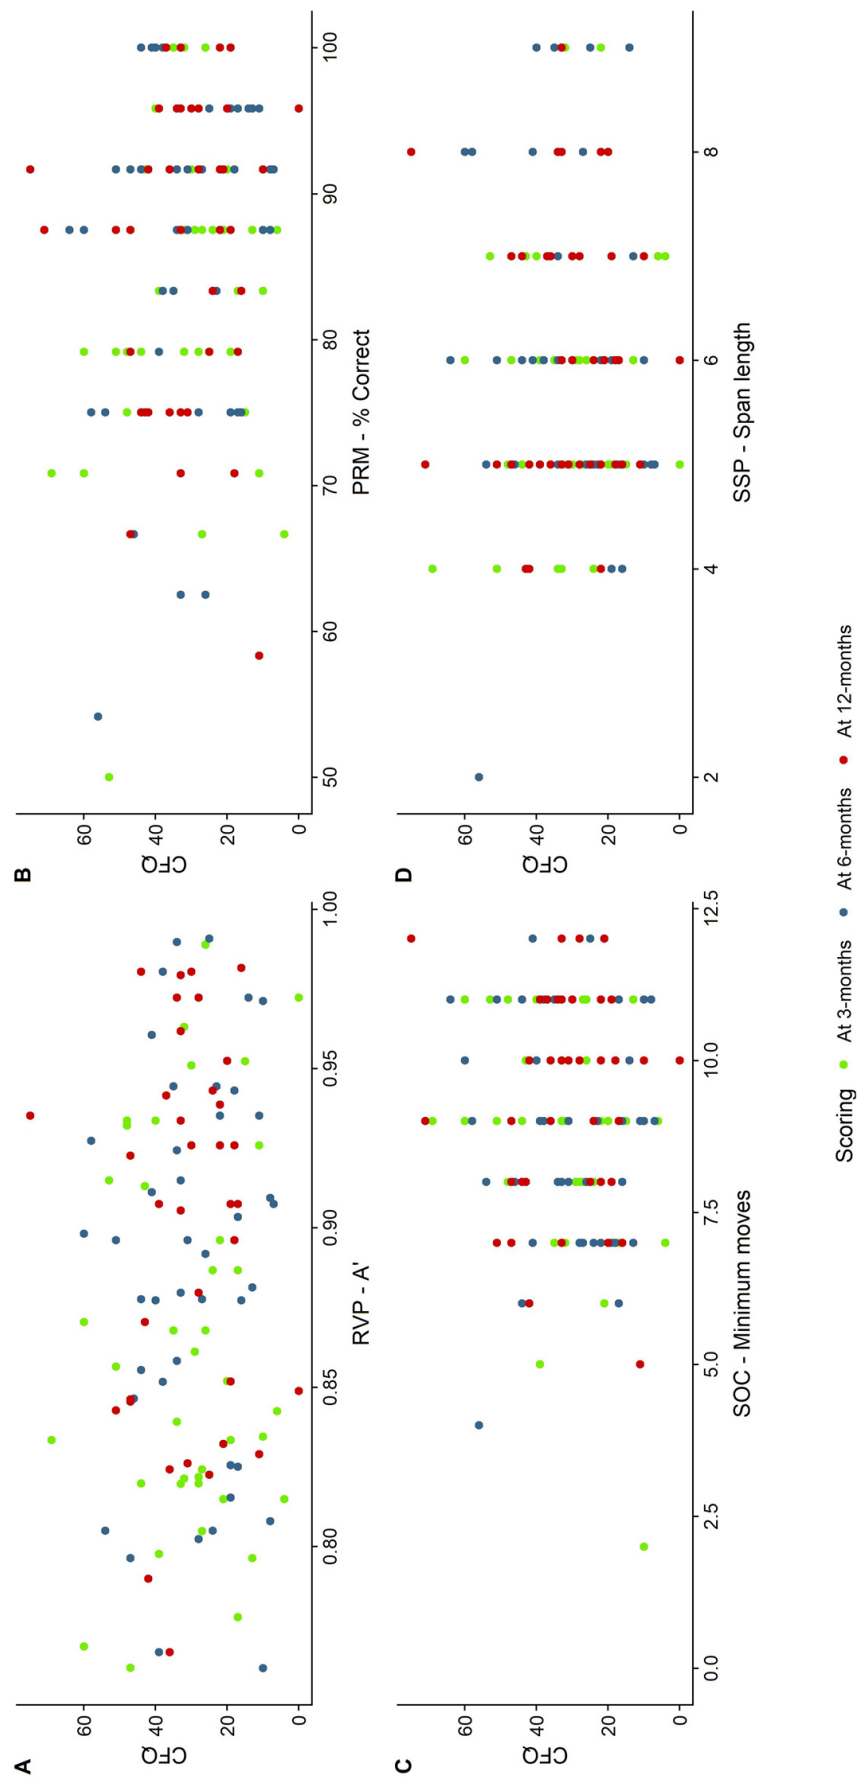 A
CFQ
60
40
20
0
0.80
0.85
0.90
0.95
1.00
RVP - A'
B
CFQ
60
40
20
0
50
60
70
80
90
100
PRM - % Correct
C
CFQ
60
40
20
0
0.0
2.5
5.0
7.5
10.0
12.5
SOC - Minimum moves
D
CFQ
60
40
20
0
2
4
6
8
SSP - Span length
Scoring At 3-months At 6-months At 12-months